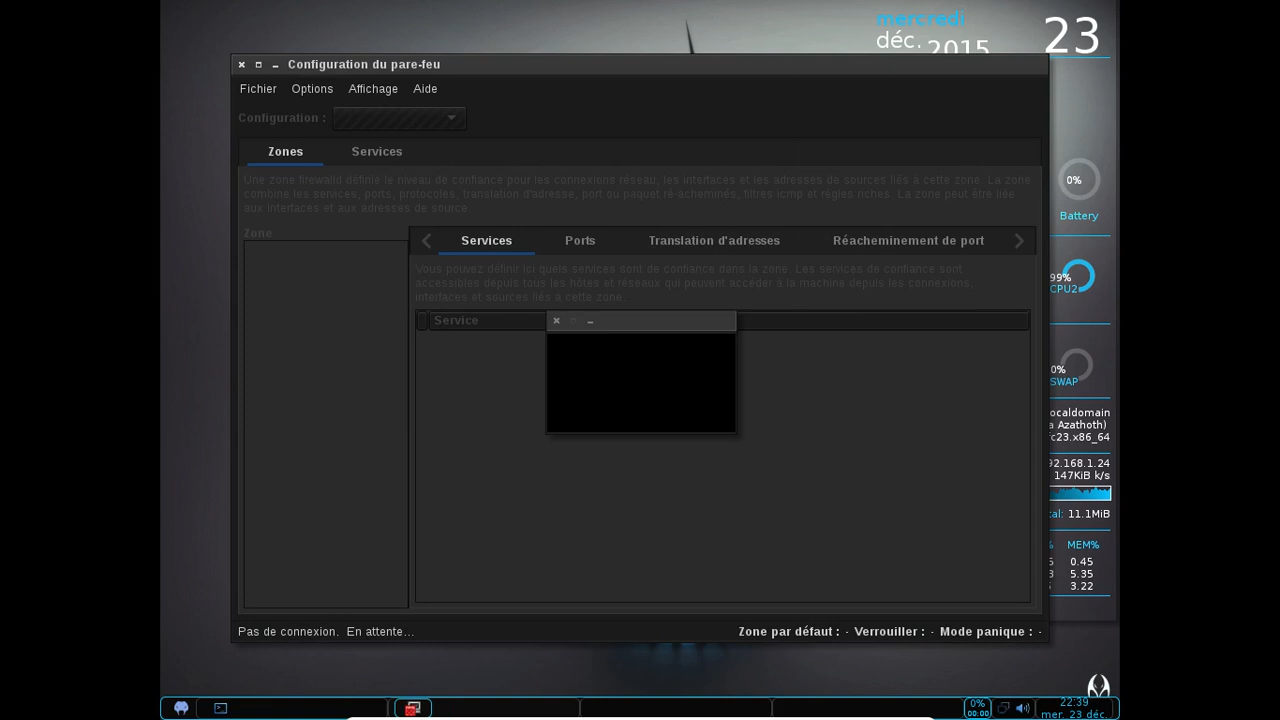 mercredi
déc. 2015
23
Configuration du pare-feu
Fichier Options Affichage Aide
Configuration :
Zones Services
Une zone firewalld définie le niveau de confiance pour les connexions réseau, les interfaces et les adresses de sources liés a cette zone. La zone
combine les services, ports, protocoles, translation d'adresse, port ou paquet ré-achemmés, filtres icmp et règles riches. La zone peut être liée
aux interfaces et aux adresses de source
Zone
Services Ports Translation d'adresses Réacheminement de port
Vous pouvez définir ici quels services sont de confiance dans la zone. Les services de confiance sont
accessibles depuis tous les hôtes et réseaux qui peuvent accéder à la machine depuis les connexions,
interfaces et sources liés à cette zone.
Service
0%
Battery
99%
CPU2
0%
SWAP
ocaldomain
a Azathoth)
fc23.x86_64
92.168.1.24
147KiB k/s
tal: 11.1MiB
% MEM%
0.45
5.35
3.22
Pas de connexion. En attente... Zone par défaut : - Verrouiller : - Mode panique : -
0%
00:00
22:39
mer. 23 déc.